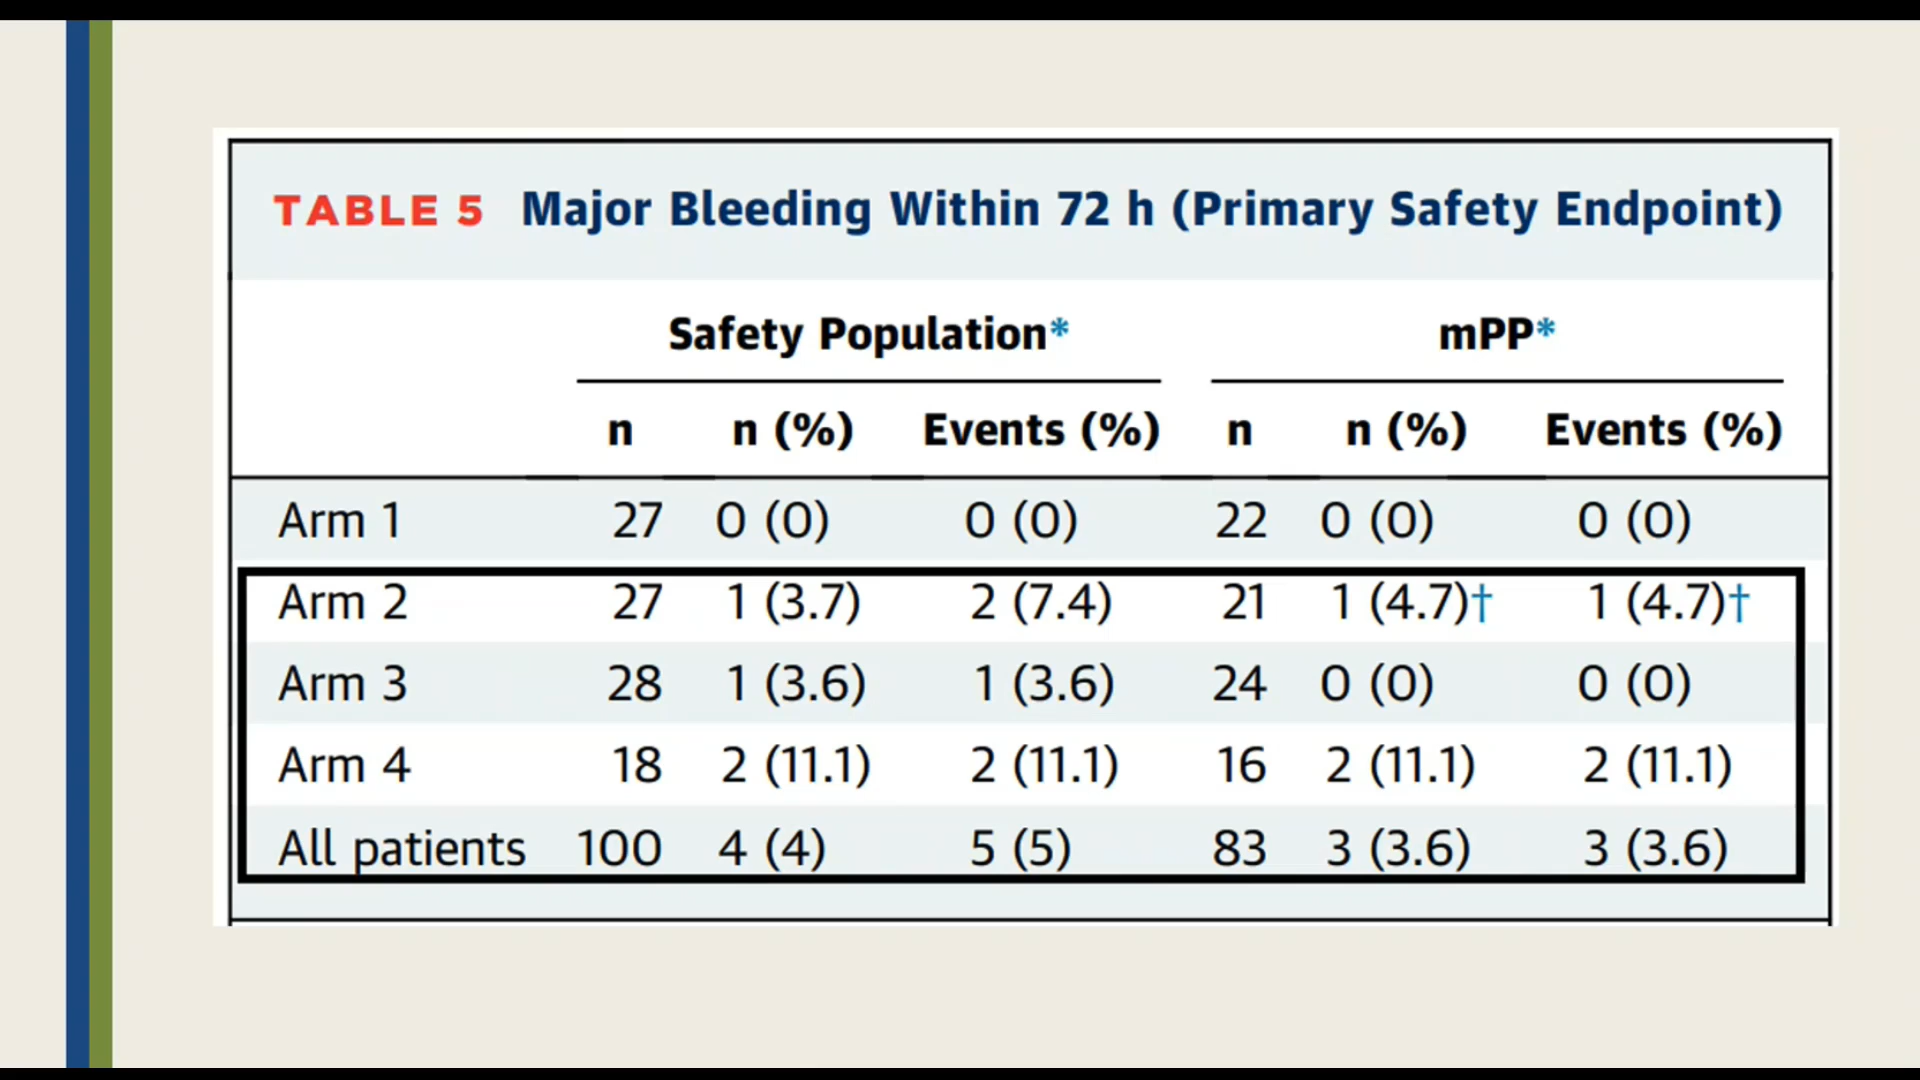 TABLE 5 Major Bleeding Within 72 h (Primary Safety Endpoint)
Safety Population* mPP*
n n (%) Events (%) n n (%) Events (%)
Arm 1 27 0 (0) 0 (0) 22 0 (0) 0 (0)
Arm 2 27 1 (3.7) 2 (7.4) 21 1 (4.7)† 1 (4.7)†
Arm 3 28 1 (3.6) 1 (3.6) 24 0 (0) 0 (0)
Arm 4 18 2 (11.1) 2 (11.1) 16 2 (11.1) 2 (11.1)
All patients 100 4 (4) 5 (5) 83 3 (3.6) 3 (3.6)